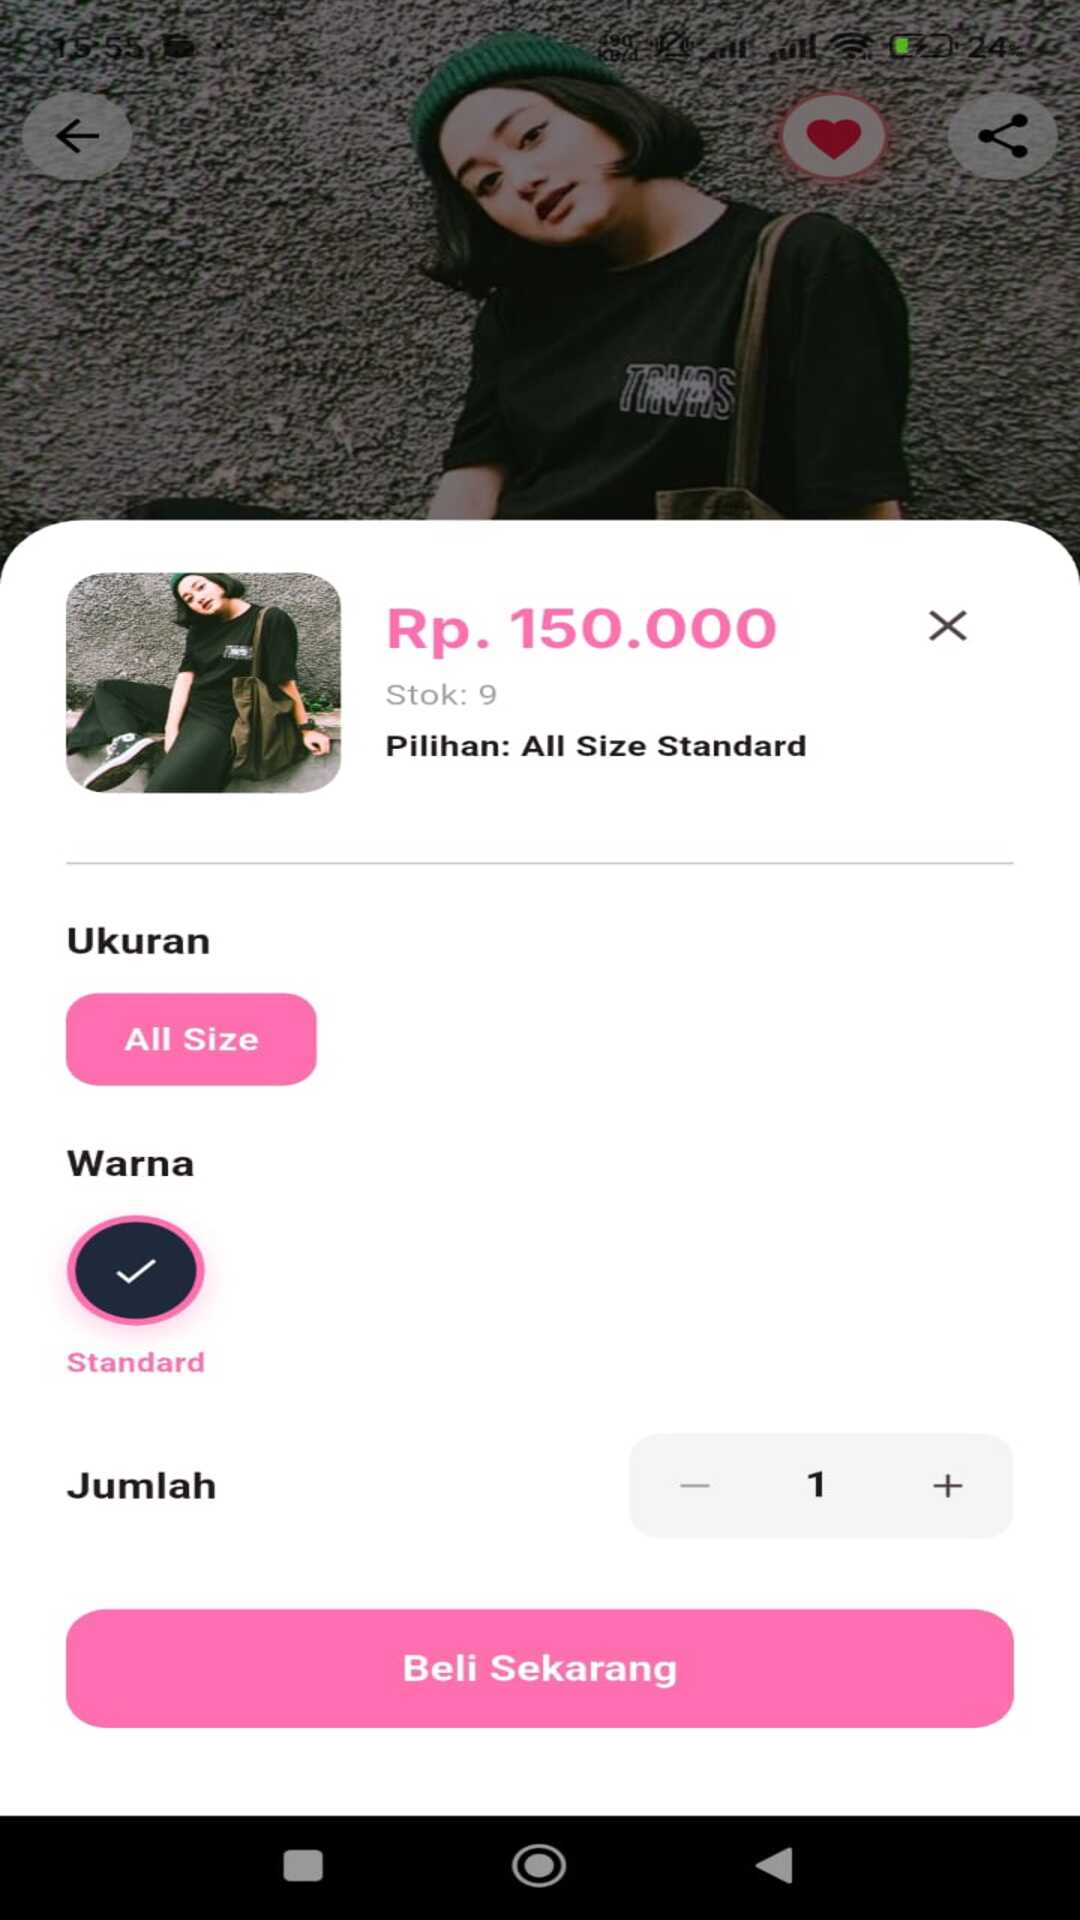 15:55
24
TRVRS
Rp. 150.000
Stok: 9
Pilihan: All Size Standard
Ukuran
All Size
Warna
Standard
Jumlah
1
Beli Sekarang